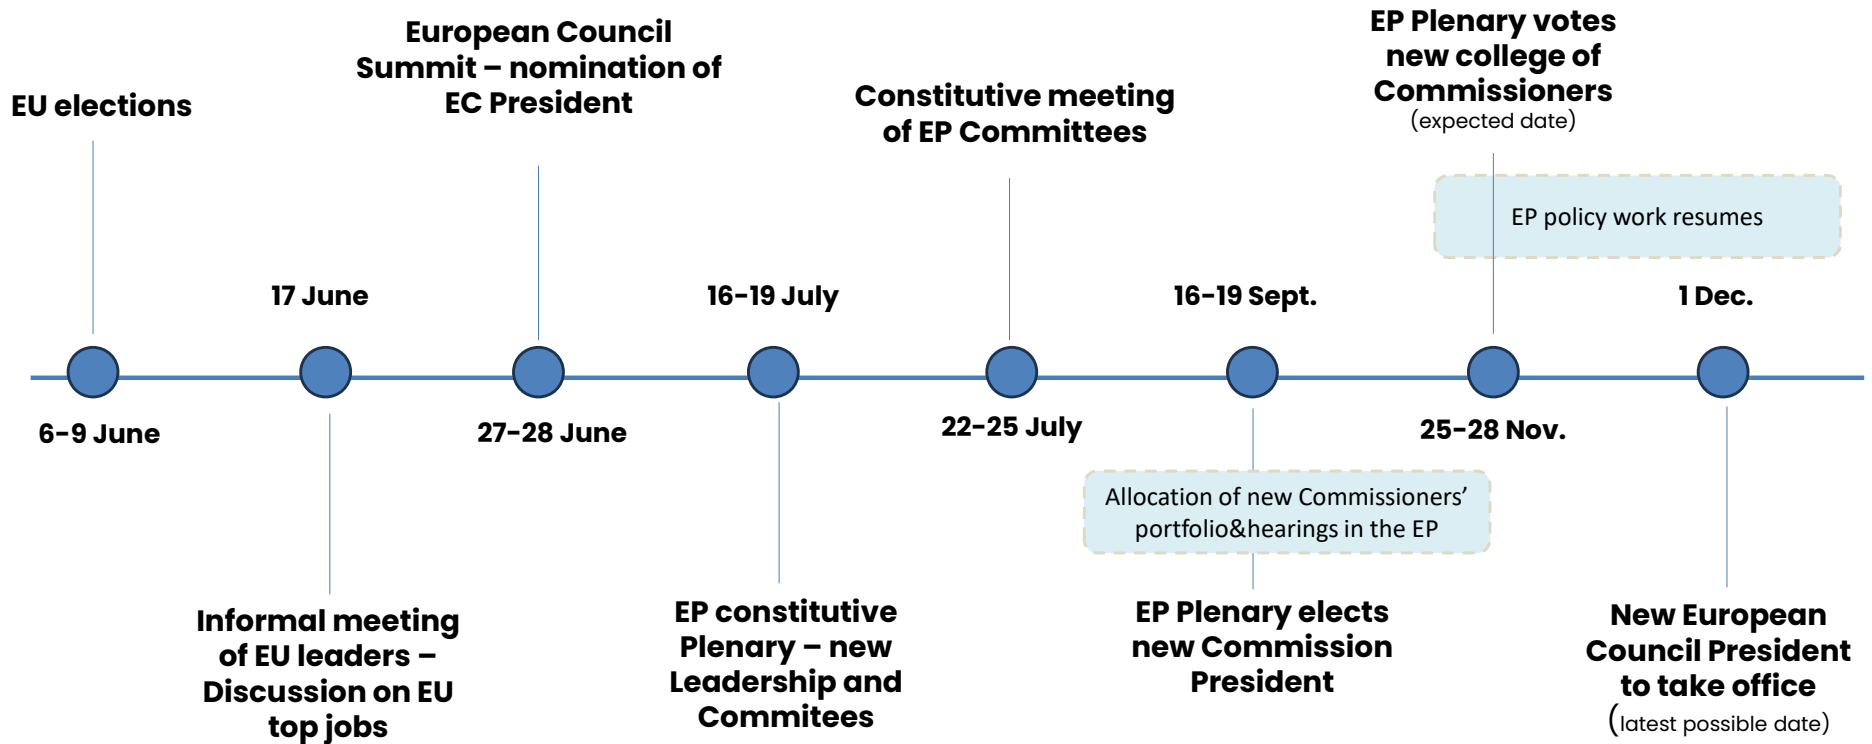 EU elections
6-9 June
17 June
Informal meeting
of EU leaders –
Discussion on EU
top jobs
European Council
Summit – nomination of
EC President
27-28 June
16-19 July
EP constitutive
Plenary – new
Leadership and
Commitees
Constitutive meeting
of EP Committees
22-25 July
16-19 Sept.
Allocation of new Commissioners’
portfolio&hearings in the EP
EP Plenary elects
new Commission
President
EP Plenary votes
new college of
Commissioners
(expected date)
EP policy work resumes
25-28 Nov.
1 Dec.
New European
Council President
to take office
(latest possible date)